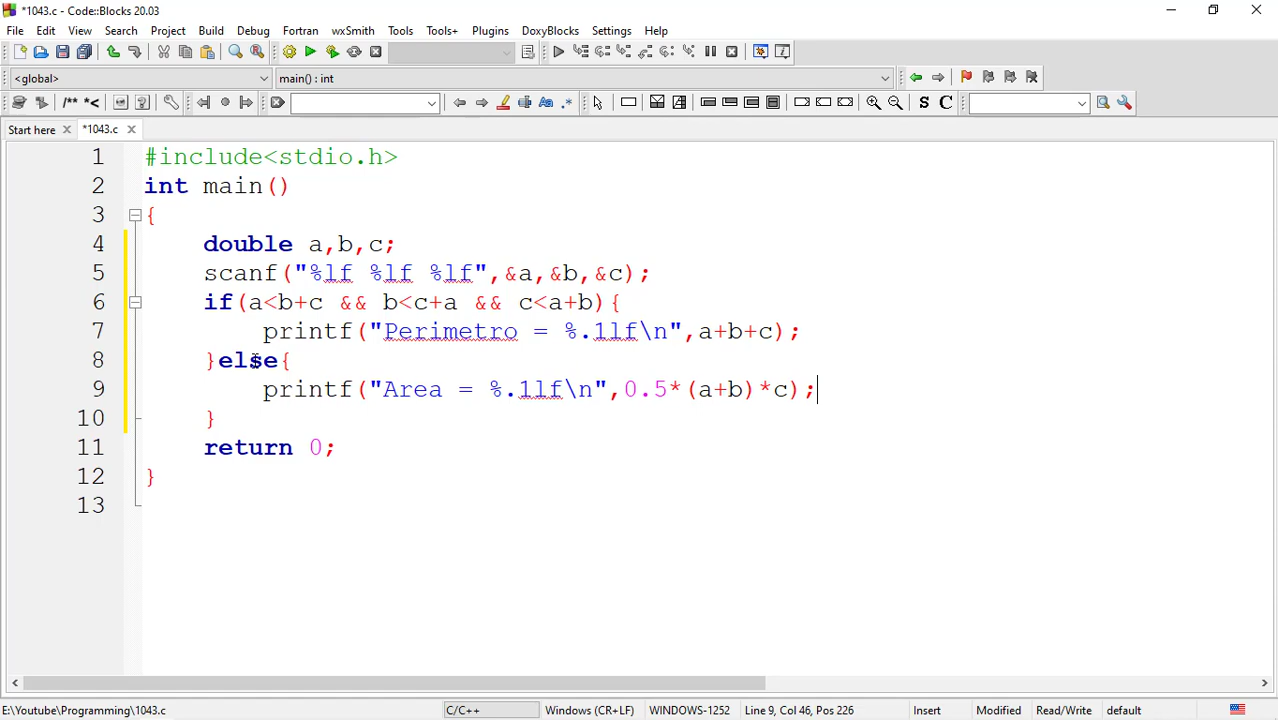 *1043.c - Code::Blocks 20.03
File Edit View Search Project Build Debug Fortran wxSmith Tools Tools+ Plugins DoxyBlocks Settings Help
<global> main() : int
/** *< Aa .* S C
Start here *1043.c
1 #include<stdio.h>
2 int main()
3 {
4 double a,b,c;
5 scanf("%lf %lf %lf",&a,&b,&c);
6 if(a<b+c && b<c+a && c<a+b){
7 printf("Perimetro = %.1lf\n",a+b+c);
8 }else{
9 printf("Area = %.1lf\n",0.5*(a+b)*c);
10 }
11 return 0;
12 }
13
E:\Youtube\Programming\1043.c C/C++ Windows (CR+LF) WINDOWS-1252 Line 9, Col 46, Pos 226 Insert Modified Read/Write default